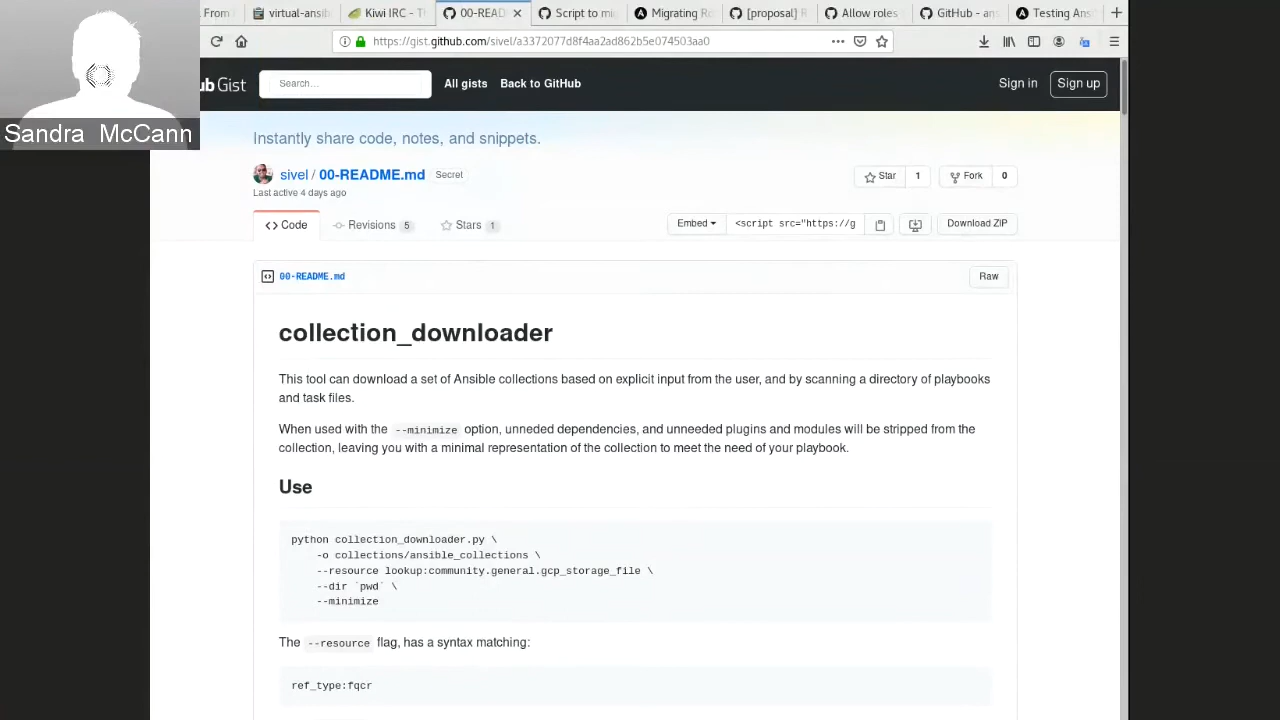 From
virtual-ansib
Kiwi IRC - Th
00-READ
Script to mig
Migrating Ro
[proposal] R
Allow roles
GitHub - ans
Testing Ans
https://gist.github.com/sivel/a3372077d8f4aa2ad862b5e074503aa0
ub Gist
Search…
All gists
Back to GitHub
Sign in
Sign up
Sandra McCann
Instantly share code, notes, and snippets.
sivel / 00-README.md
Secret
Last active 4 days ago
Star 1
Fork 0
Code
Revisions 5
Stars 1
Embed
<script src="https://g
Download ZIP
00-README.md
Raw
collection_downloader
This tool can download a set of Ansible collections based on explicit input from the user, and by scanning a directory of playbooks
and task files.
When used with the --minimize option, unneded dependencies, and unneeded plugins and modules will be stripped from the
collection, leaving you with a minimal representation of the collection to meet the need of your playbook.
Use
python collection_downloader.py \
-o collections/ansible_collections \
--resource lookup:community.general.gcp_storage_file \
--dir `pwd` \
--minimize
The --resource flag, has a syntax matching:
ref_type:fqcr